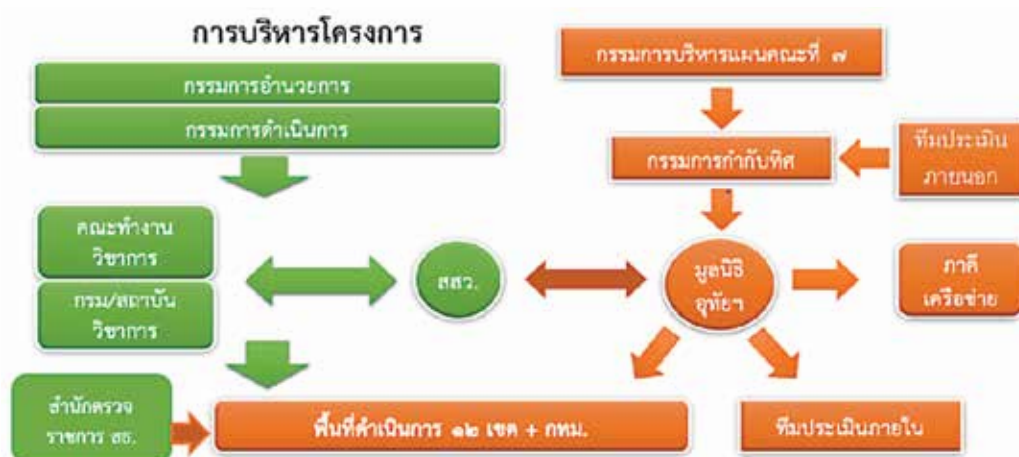 การบริหารโครงการ
กรรมการอำนวยการ
กรรมการดำเนินการ
คณะทำงาน
วิชาการ
กรม/สถาบัน
วิชาการ
สำนักตรวจ
ราชการ สธ.
สสว.
กรรมการบริหารแผนคณะที่ ๗
กรรมการกำกับทิศ
ทีมประเมิน
ภายนอก
มูลนิธิ
อุทัยฯ
ภาคี
เครือข่าย
พื้นที่ดำเนินการ ๑๒ เขต + กทม.
ทีมประเมินภายใน